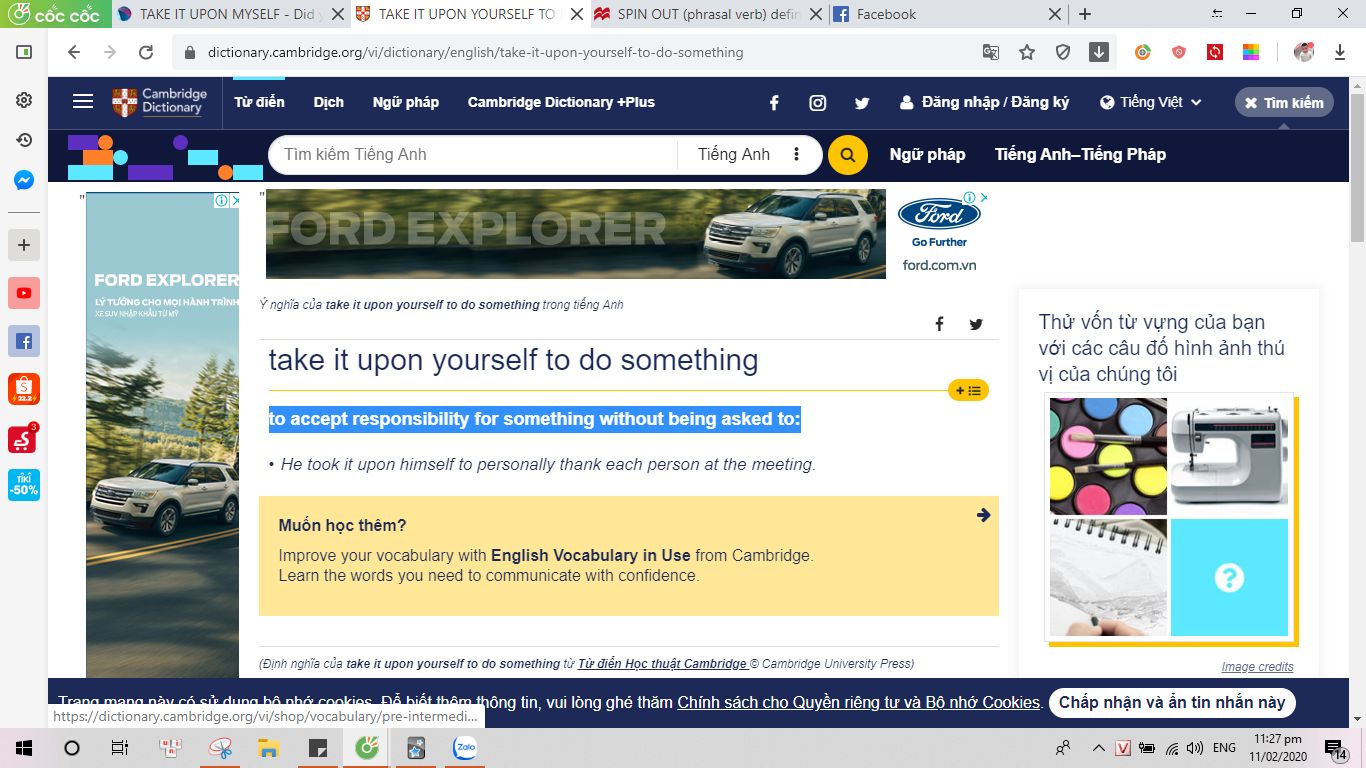 cốc cốc
TAKE IT UPON MYSELF - Did y
TAKE IT UPON YOURSELF TO
SPIN OUT (phrasal verb) defin
Facebook
dictionary.cambridge.org/vi/dictionary/english/take-it-upon-yourself-to-do-something
Cambridge
Dictionary
Từ điển
Dịch
Ngữ pháp
Cambridge Dictionary +Plus
Đăng nhập / Đăng ký
Tiếng Việt
Tìm kiếm
Tìm kiếm Tiếng Anh
Tiếng Anh
Ngữ pháp
Tiếng Anh–Tiếng Pháp
"
FORD EXPLORER
LÝ TƯỞNG CHO MỌI HÀNH TRÌNH
XE SUV NHẬP KHẨU TỪ MỸ
"
FORD EXPLORER
Ford
Go Further
ford.com.vn
Ý nghĩa của take it upon yourself to do something trong tiếng Anh
take it upon yourself to do something
to accept responsibility for something without being asked to:
• He took it upon himself to personally thank each person at the meeting.
Muốn học thêm?
Improve your vocabulary with English Vocabulary in Use from Cambridge.
Learn the words you need to communicate with confidence.
(Định nghĩa của take it upon yourself to do something từ Từ điển Học thuật Cambridge © Cambridge University Press)
Thử vốn từ vựng của bạn
với các câu đố hình ảnh thú
vị của chúng tôi
?
Image credits
22.2
3
TIKI
-50%
Trang mạng này có sử dụng bộ nhớ cookies. Để biết thêm thông tin, vui lòng ghé thăm Chính sách cho Quyền riêng tư và Bộ nhớ Cookies.
Chấp nhận và ẩn tin nhắn này
https://dictionary.cambridge.org/vi/shop/vocabulary/pre-intermedi...
Zalo
V
ENG
11:27 pm
11/02/2020
14